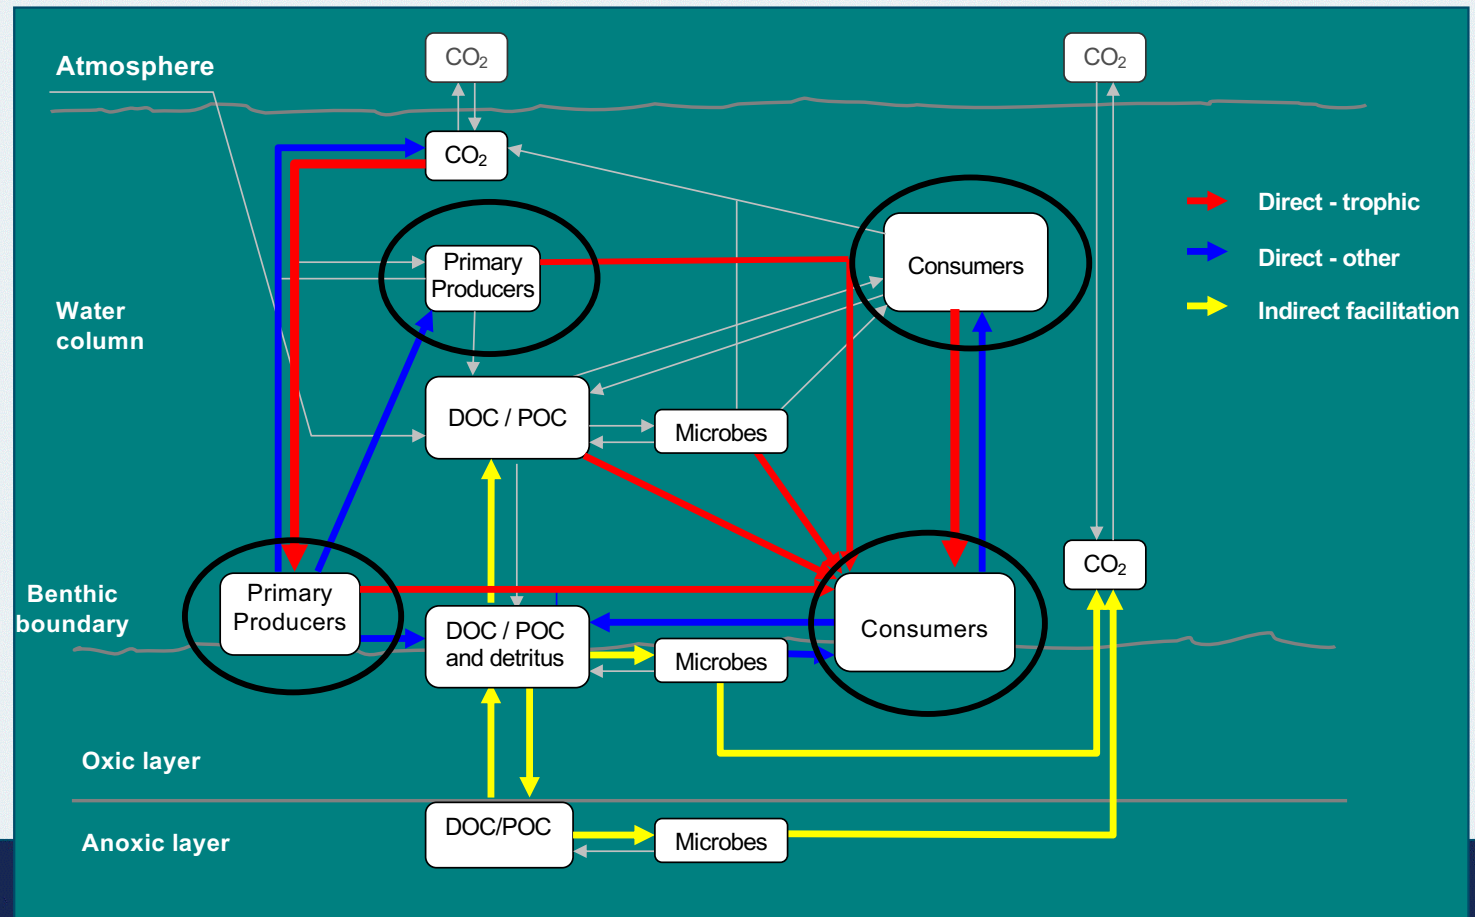 Atmosphere
CO₂
CO₂
CO₂
Direct - trophic
Direct - other
Indirect facilitation
Primary
Producers
Consumers
Water
column
DOC / POC
Microbes
CO₂
Benthic
boundary
Primary
Producers
DOC / POC
and detritus
Microbes
Consumers
Oxic layer
Anoxic layer
DOC/POC
Microbes